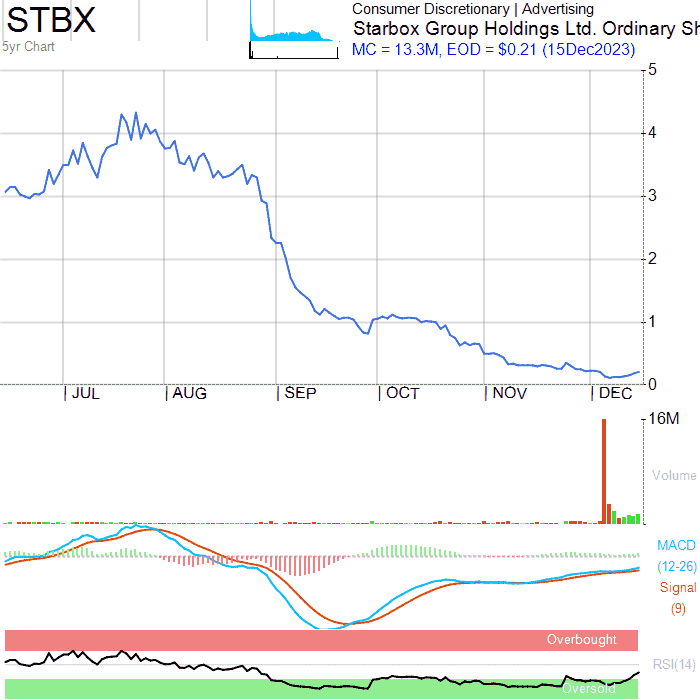 STBX
5yr Chart
Consumer Discretionary | Advertising
Starbox Group Holdings Ltd. Ordinary Sh
MC = 13.3M, EOD = $0.21 (15Dec2023)
5
4
3
2
1
0
JUL AUG SEP OCT NOV DEC
16M
Volume
MACD
(12-26)
Signal
(9)
Overbought
RSI(14)
Oversold